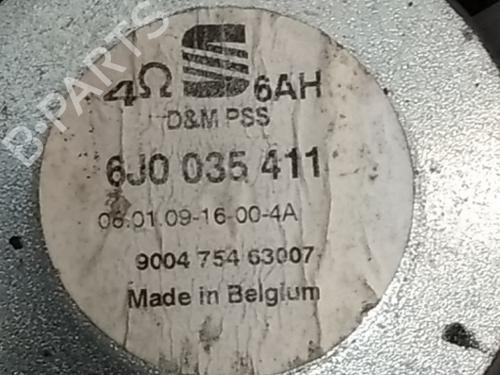 4Ω S 6AH
D&M PSS
6J0 035 411
06.01.09-16-00-4A
9004 754 63007
Made in Belgium
B-PARTS